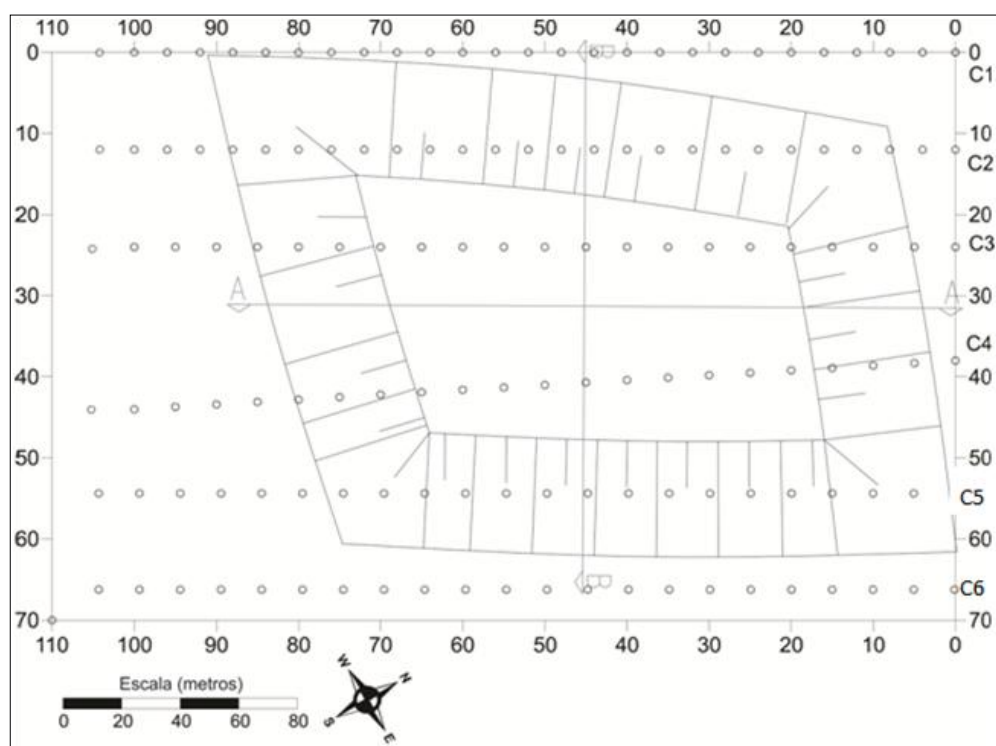 110 100 90 80 70 60 50 40 30 20 10 0
0 B 0
C1
10 10
C2
20 20
C3
A 30 30 A
C4
40 40
50 50
C5
60 60
B C6
70 70
110 100 90 80 70 60 50 40 30 20 10 0
Escala (metros)
0 20 40 60 80
W N
S E